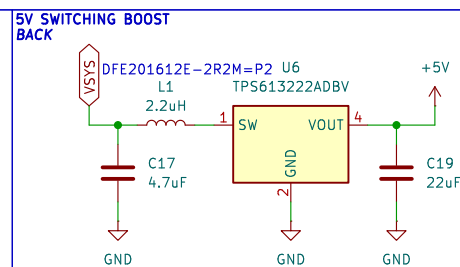 5V SWITCHING BOOST
BACK
VSYS
DFE201612E-2R2M=P2
U6
+5V
L1
TPS613222ADBV
2.2uH
1
SW
VOUT
4
GND
2
C17
4.7uF
C19
22uF
GND
GND
GND